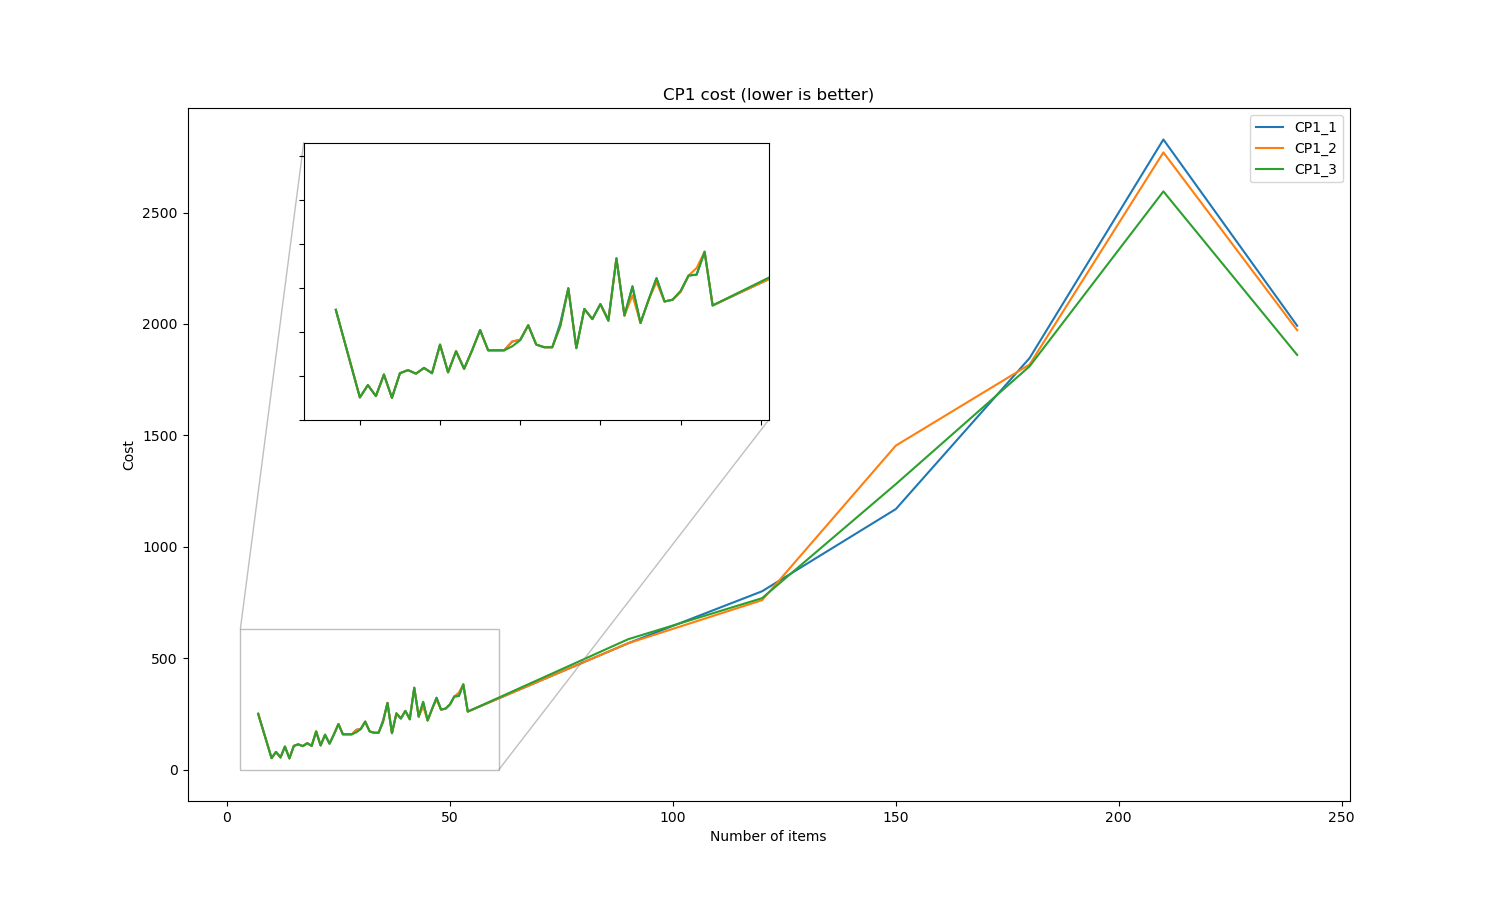 CP1 cost (lower is better)
CP1_1
CP1_2
CP1_3
2500
2000
1500
1000
500
0
Cost
0 50 100 150 200 250
Number of items